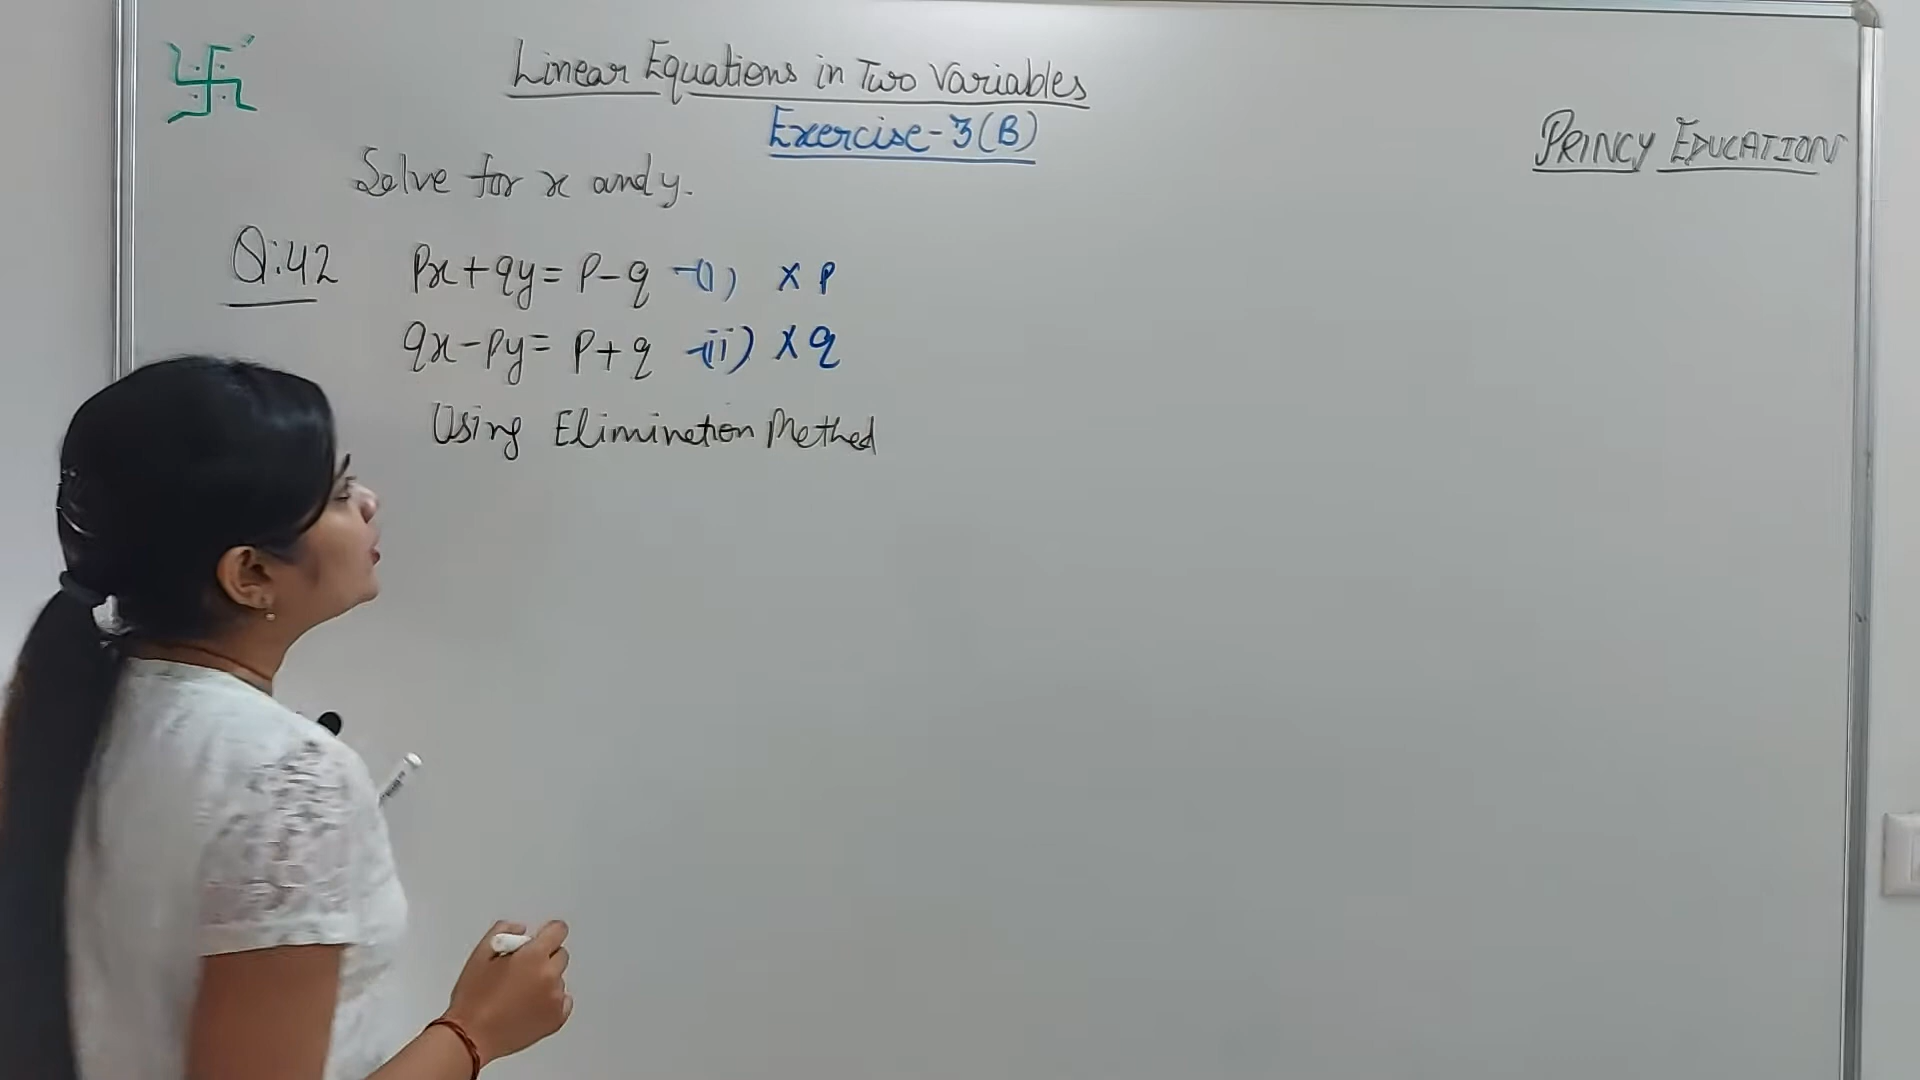 Linear Equations in Two Variables
Exercise-3(B)
PRINCY EDUCATION
Solve for x and y.
Q:42 px+qy= p-q -(i) × p
qx-py= p+q -(ii) × q
Using Elimination Method